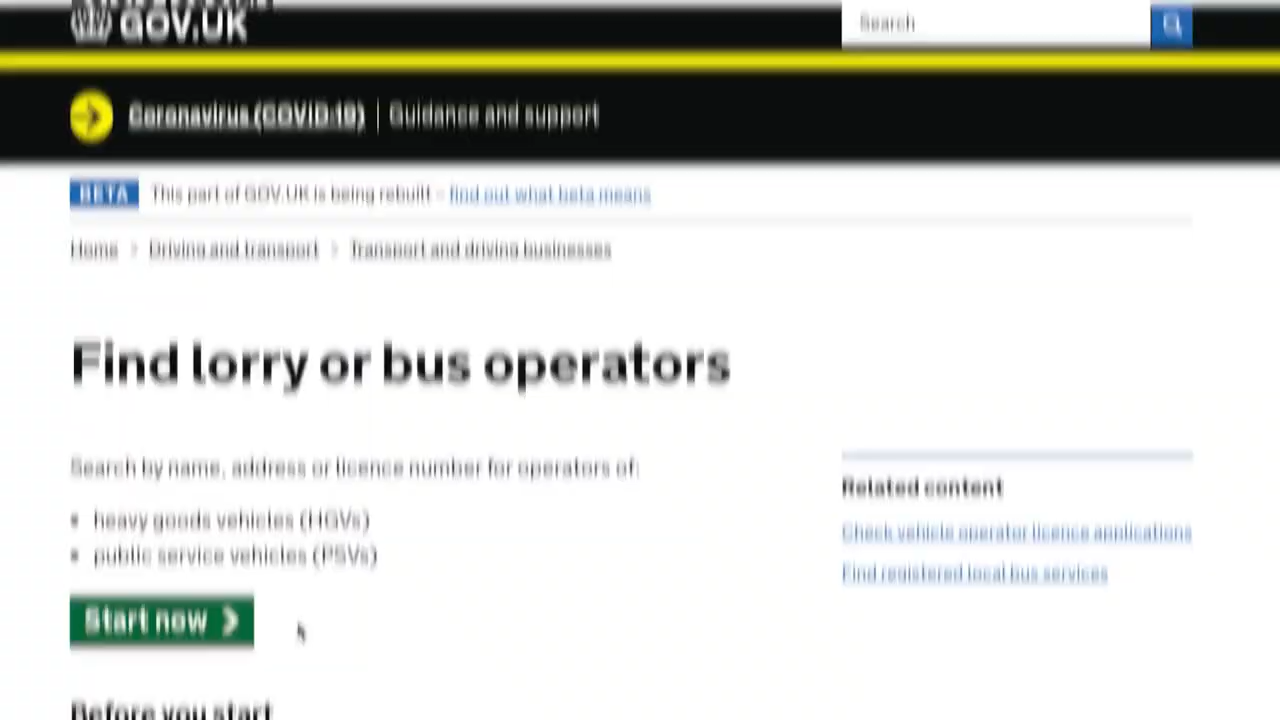 GOV.UK
Search
Coronavirus (COVID-19) | Guidance and support
BETA This part of GOV.UK is being rebuilt – find out what beta means
Home > Driving and transport > Transport and driving businesses
Find lorry or bus operators
Search by name, address or licence number for operators of:
• heavy goods vehicles (HGVs)
• public service vehicles (PSVs)
Start now >
Related content
Check vehicle operator licence applications
Find registered local bus services
Before you start